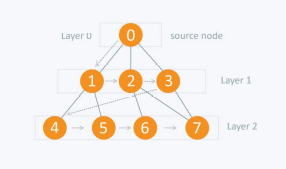 Layer 0 0 source node
1 2 3 Layer 1
4 5 6 7 Layer 2